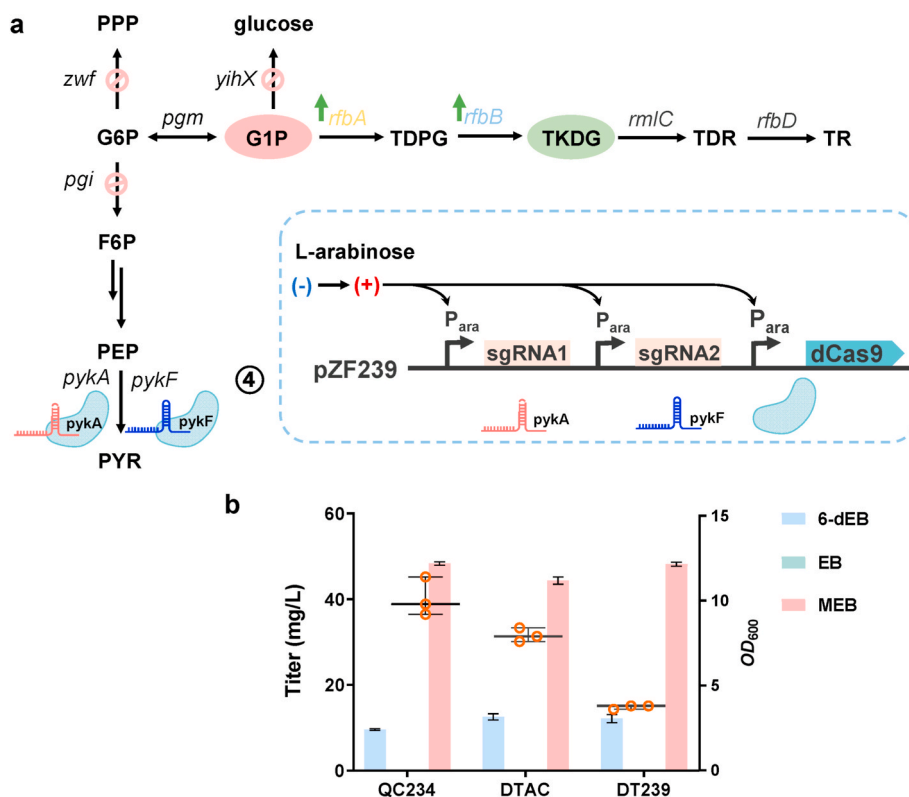 a
PPP
glucose
zwf
yihX
pgm
rfbA
rfbB
rmlC
rfbD
G6P
G1P
TDPG
TKDG
TDR
TR
pgi
F6P
L-arabinose
(-)
(+)
Para
Para
Para
PEP
sgRNA1
sgRNA2
dCas9
pZF239
pykA
pykF
④
pykA
pykF
pykA
pykF
PYR
b
60
40
20
0
Titer (mg/L)
15
10
5
0
OD600
6-dEB
EB
MEB
QC234
DTAC
DT239